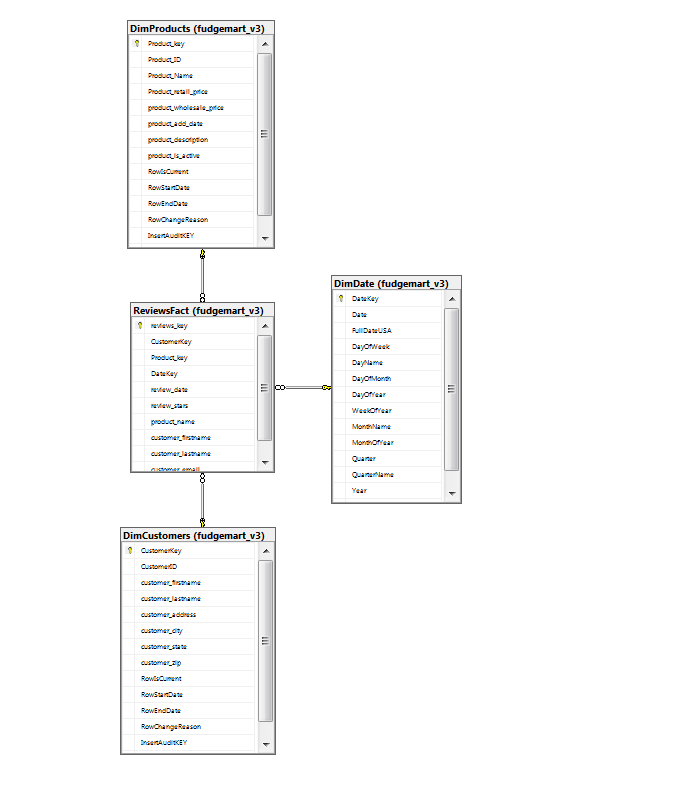 DimProducts (fudgemart_v3)
Product_key
Product_ID
Product_Name
Product_retail_price
product_wholesale_price
product_add_date
product_description
product_is_active
RowIsCurrent
RowStartDate
RowEndDate
RowChangeReason
InsertAuditKEY
ReviewsFact (fudgemart_v3)
reviews_key
CustomerKey
Product_key
DateKey
review_date
review_stars
product_name
customer_firstname
customer_lastname
customer_email
DimDate (fudgemart_v3)
DateKey
Date
FullDateUSA
DayOfWeek
DayName
DayOfMonth
DayOfYear
WeekOfYear
MonthName
MonthOfYear
Quarter
QuarterName
Year
DimCustomers (fudgemart_v3)
CustomerKey
CustomerID
customer_firstname
customer_lastname
customer_address
customer_city
customer_state
customer_zip
RowIsCurrent
RowStartDate
RowEndDate
RowChangeReason
InsertAuditKEY